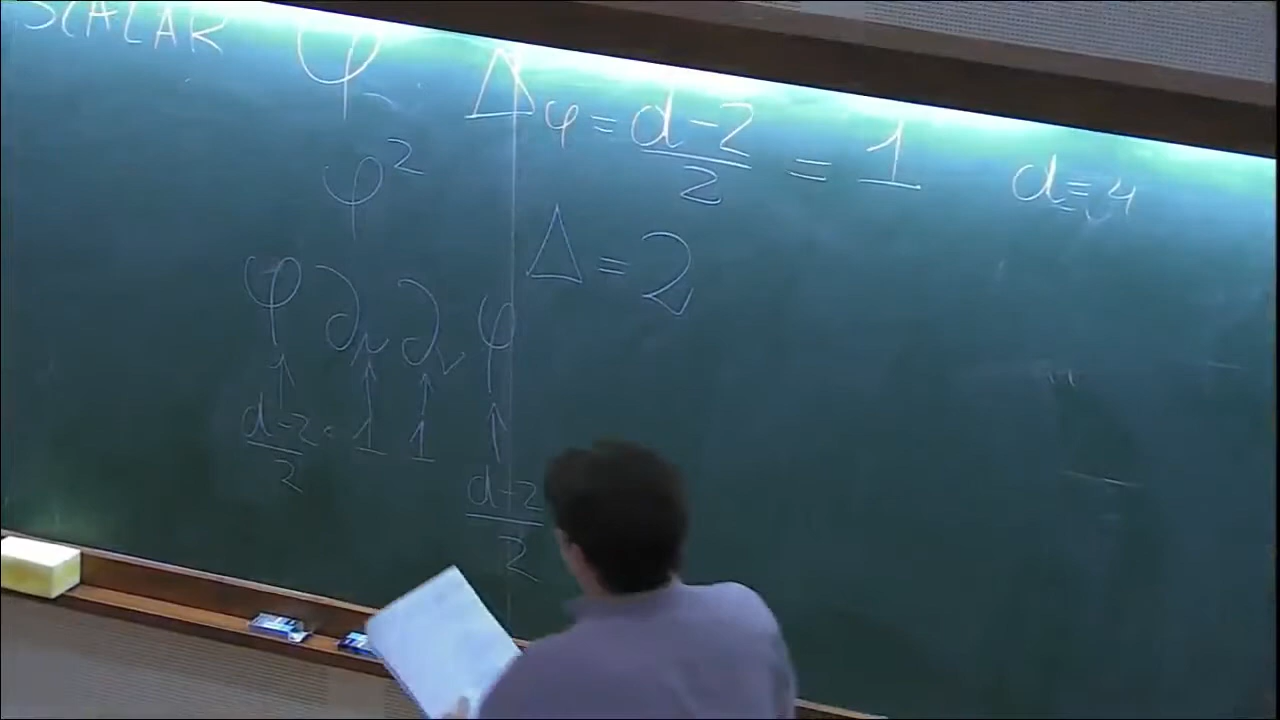 SCALAR φ Δφ = d-2/2 = 1 d=4
φ² Δ = 2
φ ∂μ ∂ν φ
↑ ↑ ↑ ↑
d-2/2 1 1 d-2/2